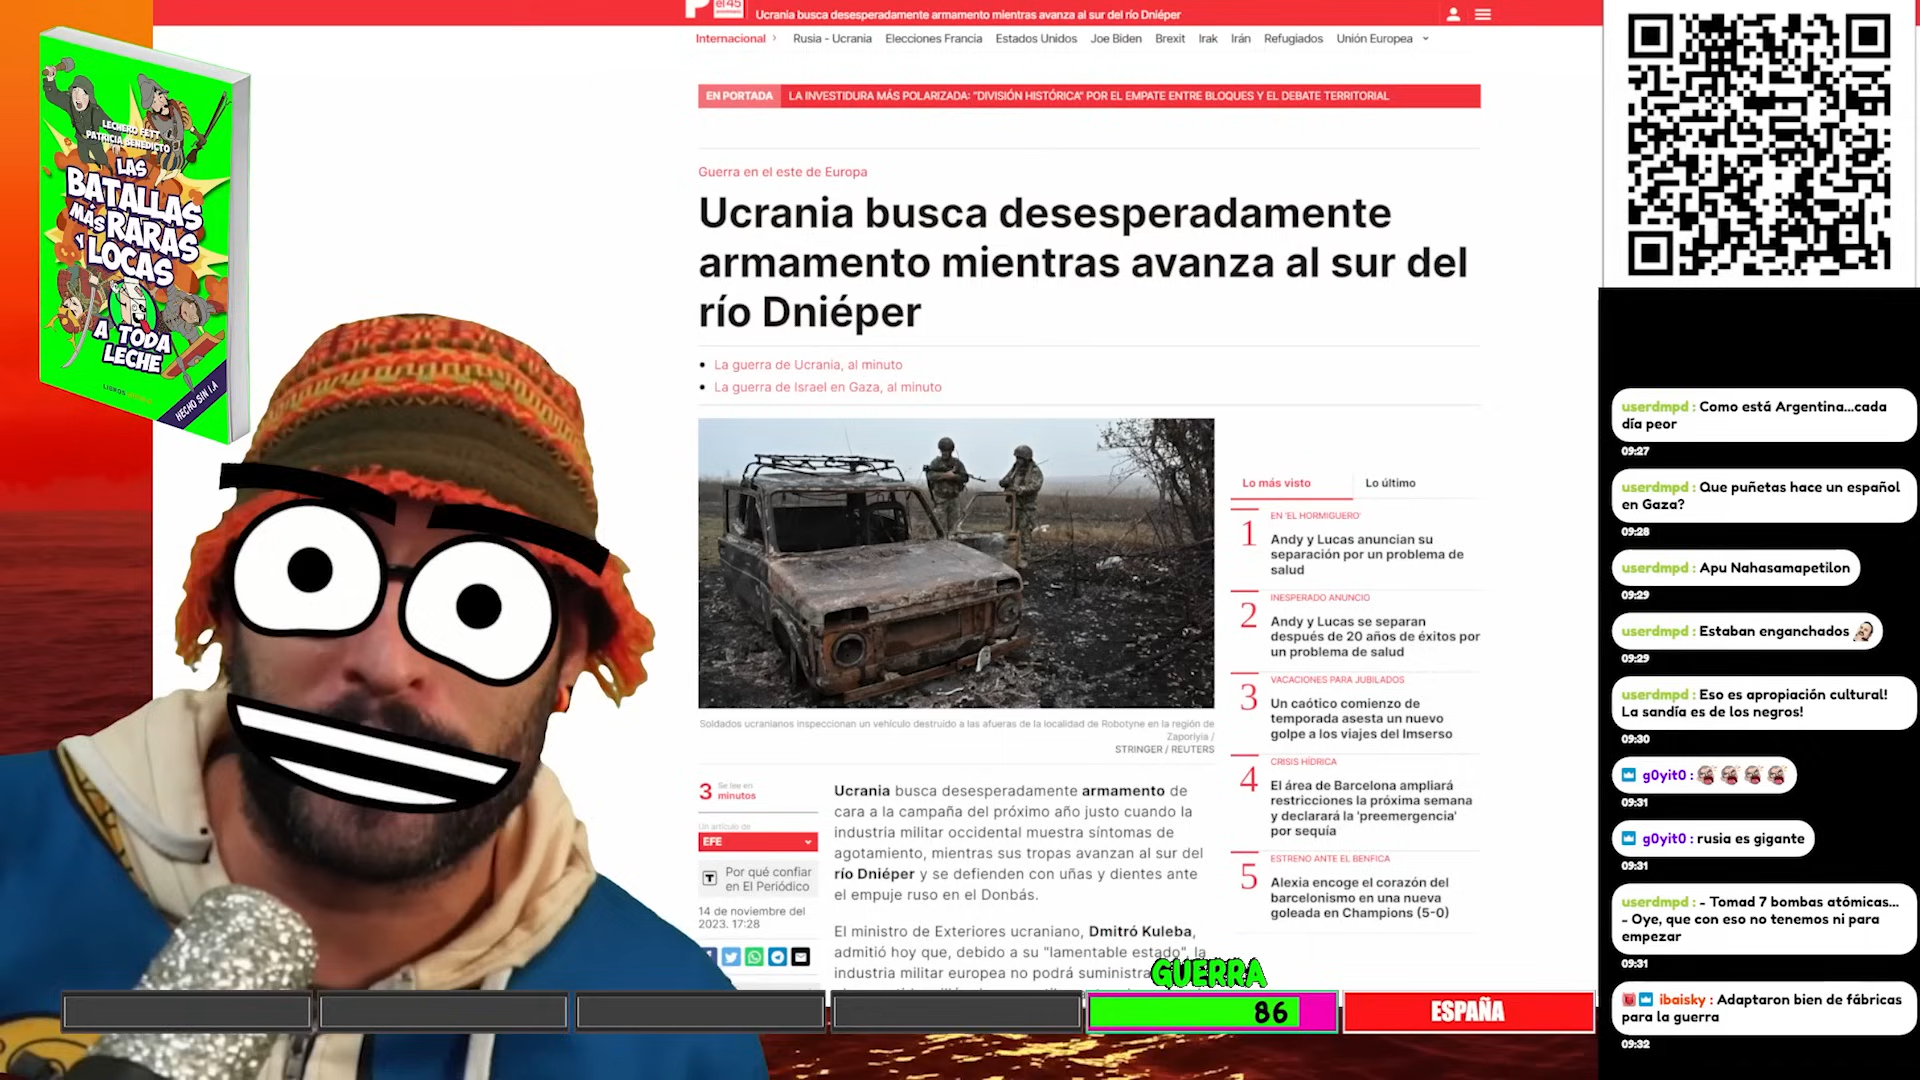 el 45
Ucrania busca desesperadamente armamento mientras avanza al sur del río Dniéper
Internacional
Rusia - Ucrania
Elecciones Francia
Estados Unidos
Joe Biden
Brexit
Irak
Irán
Refugiados
Unión Europea
EN PORTADA
LA INVESTIDURA MÁS POLARIZADA: "DIVISIÓN HISTÓRICA" POR EL EMPATE ENTRE BLOQUES Y EL DEBATE TERRITORIAL
LECHERO FETT
PATRICIA BENEDICTO
LAS
BATALLAS
MÁS RARAS
Y LOCAS
A TODA
LECHE
LIBROS
HECHO SIN I.A
Guerra en el este de Europa
Ucrania busca desesperadamente
armamento mientras avanza al sur del
río Dniéper
La guerra de Ucrania, al minuto
La guerra de Israel en Gaza, al minuto
Soldados ucranianos inspeccionan un vehículo destruido a las afueras de la localidad de Robotyne en la región de
Zaporiyia /
STRINGER / REUTERS
3 Se lee en
minutos
Un artículo de
EFE
Por qué confiar
en El Periódico
14 de noviembre del
2023. 17:28
Ucrania busca desesperadamente armamento de
cara a la campaña del próximo año justo cuando la
industria militar occidental muestra síntomas de
agotamiento, mientras sus tropas avanzan al sur del
río Dniéper y se defienden con uñas y dientes ante
el empuje ruso en el Donbás.
El ministro de Exteriores ucraniano, Dmitró Kuleba,
admitió hoy que, debido a su "lamentable estado", la
industria militar europea no podrá suministra
Lo más visto
Lo último
1
EN 'EL HORMIGUERO'
Andy y Lucas anuncian su
separación por un problema de
salud
2
INESPERADO ANUNCIO
Andy y Lucas se separan
después de 20 años de éxitos por
un problema de salud
3
VACACIONES PARA JUBILADOS
Un caótico comienzo de
temporada asesta un nuevo
golpe a los viajes del Imserso
4
CRISIS HÍDRICA
El área de Barcelona ampliará
restricciones la próxima semana
y declarará la 'preemergencia'
por sequía
5
ESTRENO ANTE EL BENFICA
Alexia encoge el corazón del
barcelonismo en una nueva
goleada en Champions (5-0)
GUERRA
86
ESPAÑA
userdmpd : Como está Argentina...cada
día peor
09:27
userdmpd : Que puñetas hace un español
en Gaza?
09:28
userdmpd : Apu Nahasamapetilon
09:29
userdmpd : Estaban enganchados
09:29
userdmpd : Eso es apropiación cultural!
La sandía es de los negros!
09:30
g0yit0 :
09:31
g0yit0 : rusia es gigante
09:31
userdmpd : - Tomad 7 bombas atómicas...
- Oye, que con eso no tenemos ni para
empezar
09:31
ibaisky : Adaptaron bien de fábricas
para la guerra
09:32